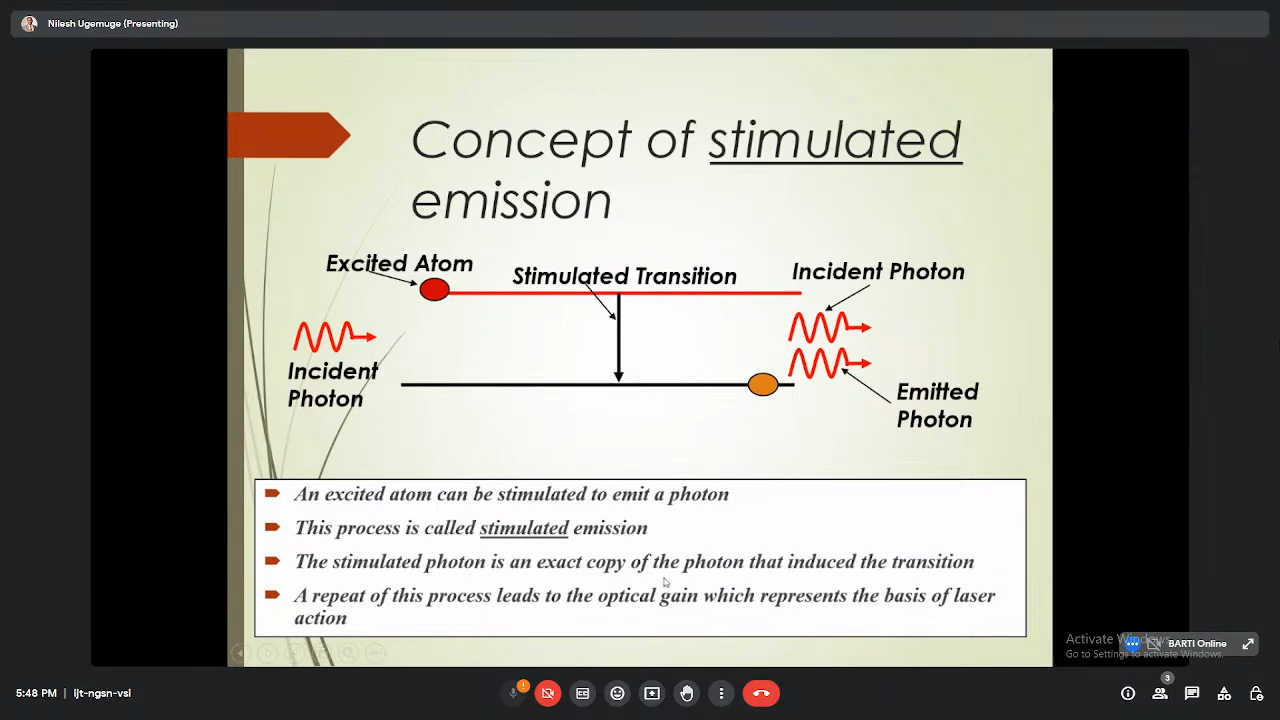 Nilesh Ugemuge (Presenting)
Concept of stimulated
emission
Excited Atom
Stimulated Transition
Incident Photon
Incident
Photon
Emitted
Photon
An excited atom can be stimulated to emit a photon
This process is called stimulated emission
The stimulated photon is an exact copy of the photon that induced the transition
A repeat of this process leads to the optical gain which represents the basis of laser
action
Activate Windows
Go to Settings to activate Windows.
BARTI Online
5:48 PM | ljt-ngsn-vsi
3